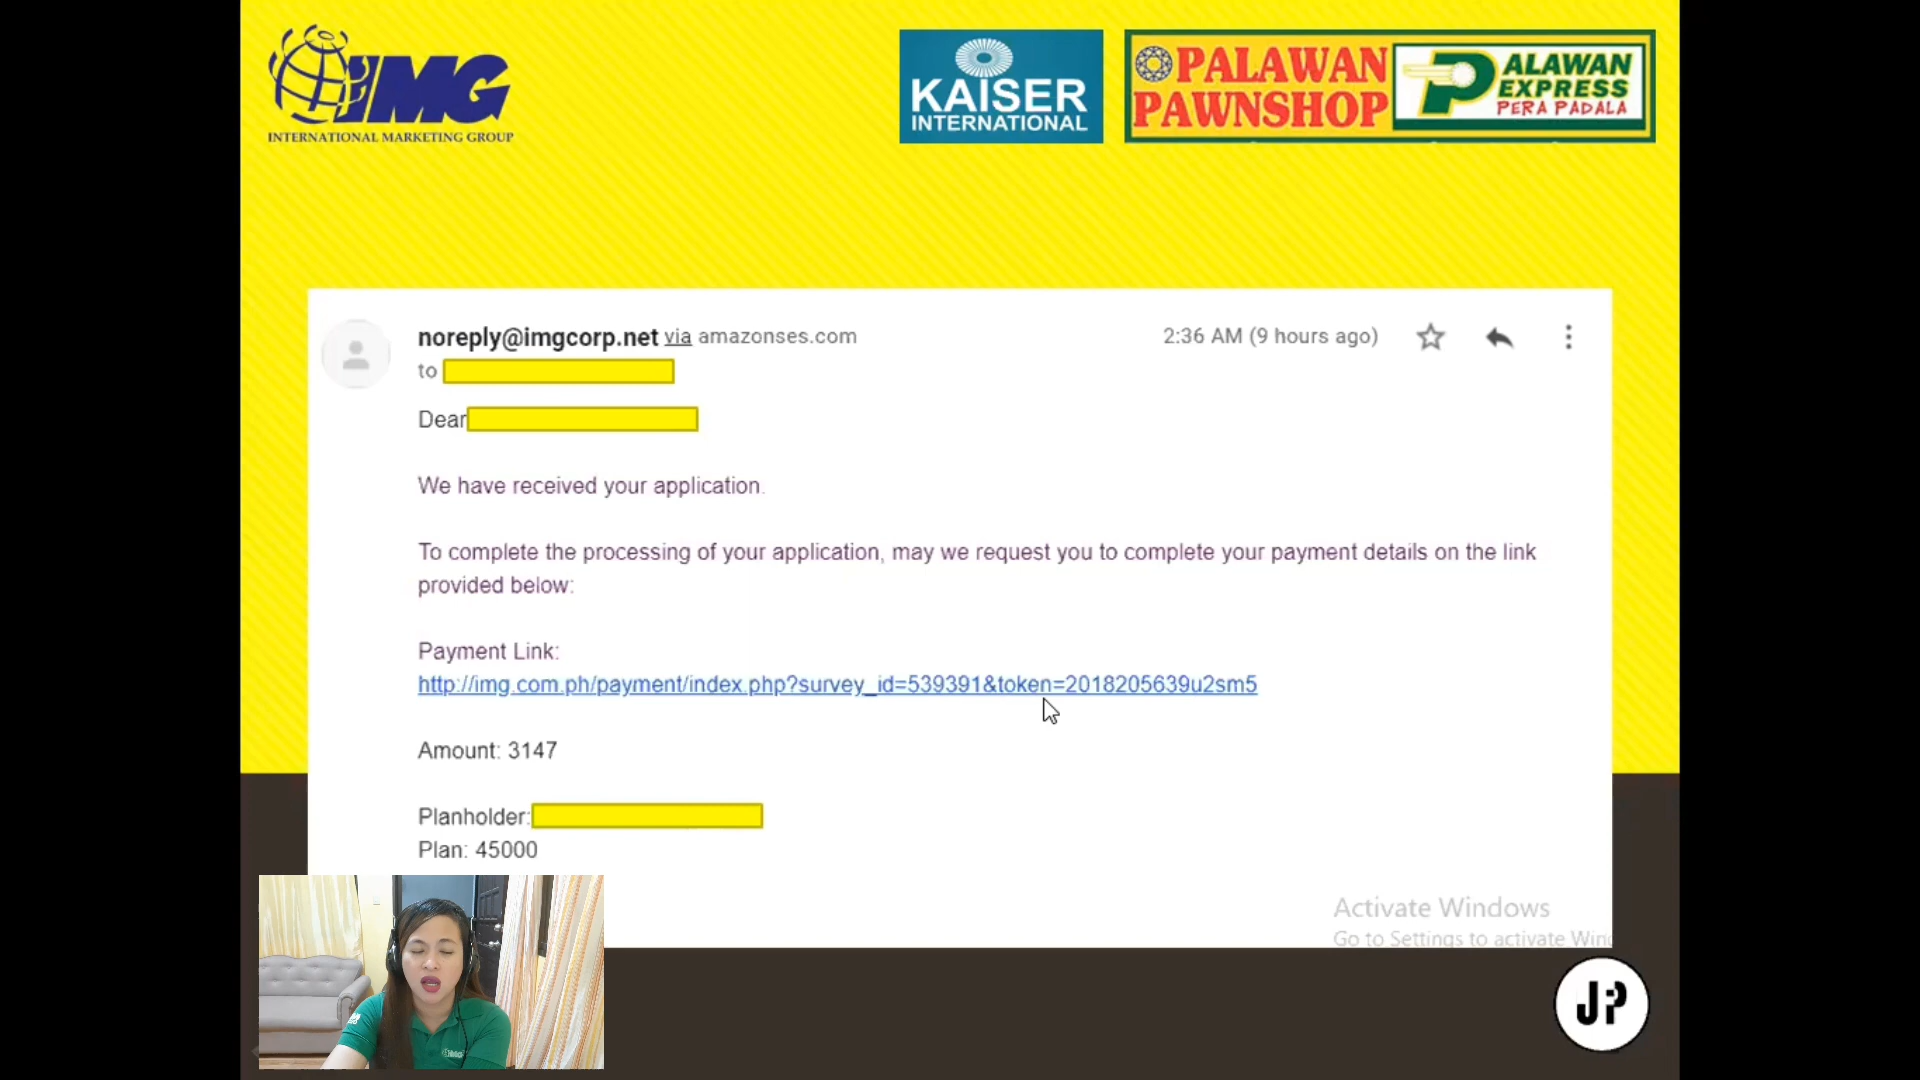 IMG
INTERNATIONAL MARKETING GROUP
KAISER
INTERNATIONAL
PALAWAN
PAWNSHOP
PALAWAN
EXPRESS
PERA PADALA
noreply@imgcorp.net via amazonses.com
2:36 AM (9 hours ago)
to
Dear
We have received your application.
To complete the processing of your application, may we request you to complete your payment details on the link
provided below:
Payment Link:
http://img.com.ph/payment/index.php?survey_id=539391&token=2018205639u2sm5
Amount: 3147
Planholder:
Plan: 45000
Activate Windows
Go to Settings to activate Wind
IMG
JP